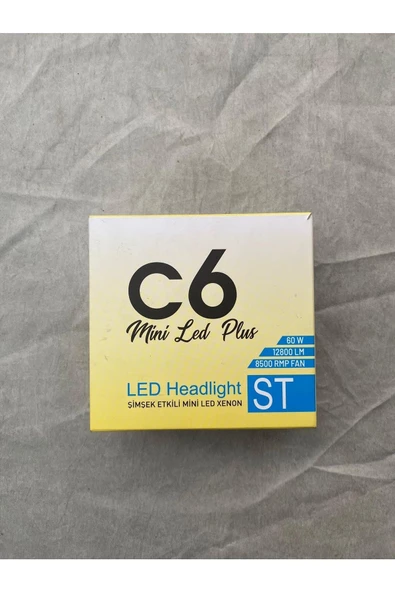 C6
Mini Led Plus
60 W
12800 LM
8500 RMP FAN
LED Headlight
ŞİMŞEK ETKİLİ MİNİ LED XENON
ST